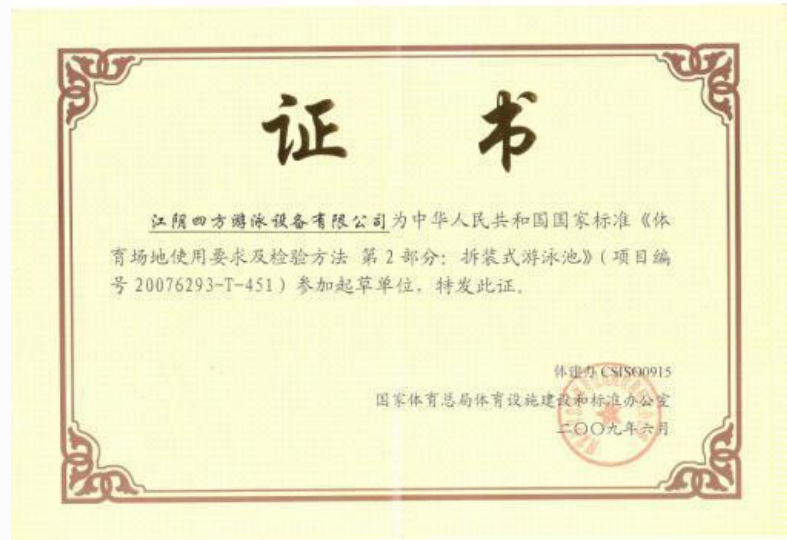 证 书
江阴四方游泳设备有限公司为中华人民共和国国家标准《体
育场地使用要求及检验方法 第2部分：拆装式游泳池》（项目编
号 20076293-T-451）参加起草单位，特发此证。
体建办 CSISO0915
国家体育总局体育设施建设和标准办公室
二〇〇九年六月